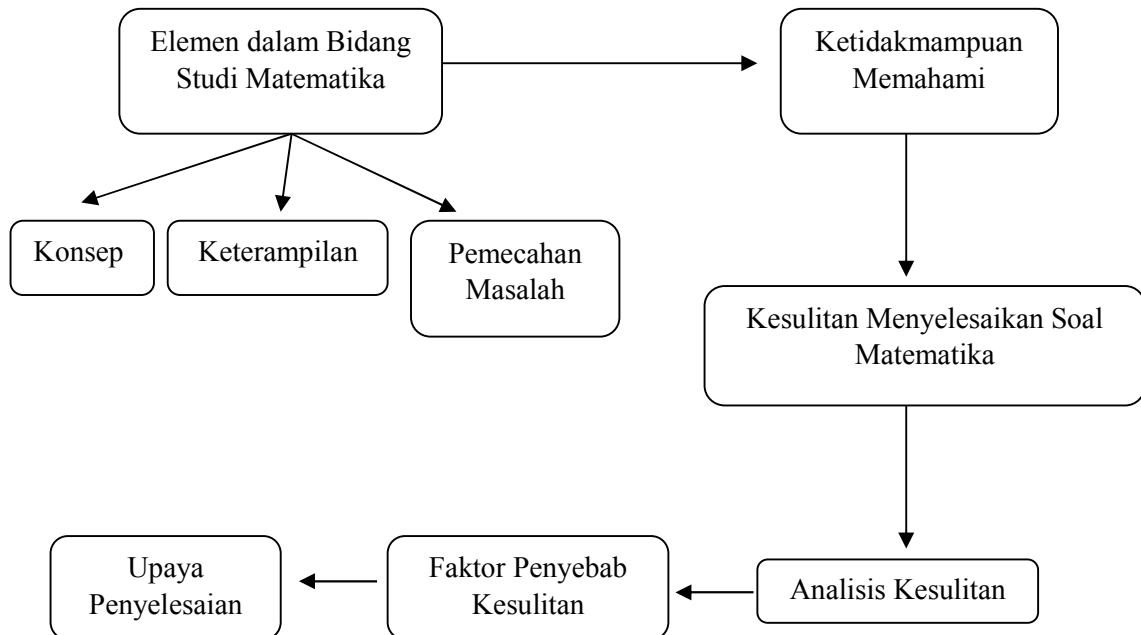 Elemen dalam Bidang
Studi Matematika
Ketidakmampuan
Memahami
Konsep
Keterampilan
Pemecahan
Masalah
Kesulitan Menyelesaikan Soal
Matematika
Upaya
Penyelesaian
Faktor Penyebab
Kesulitan
Analisis Kesulitan